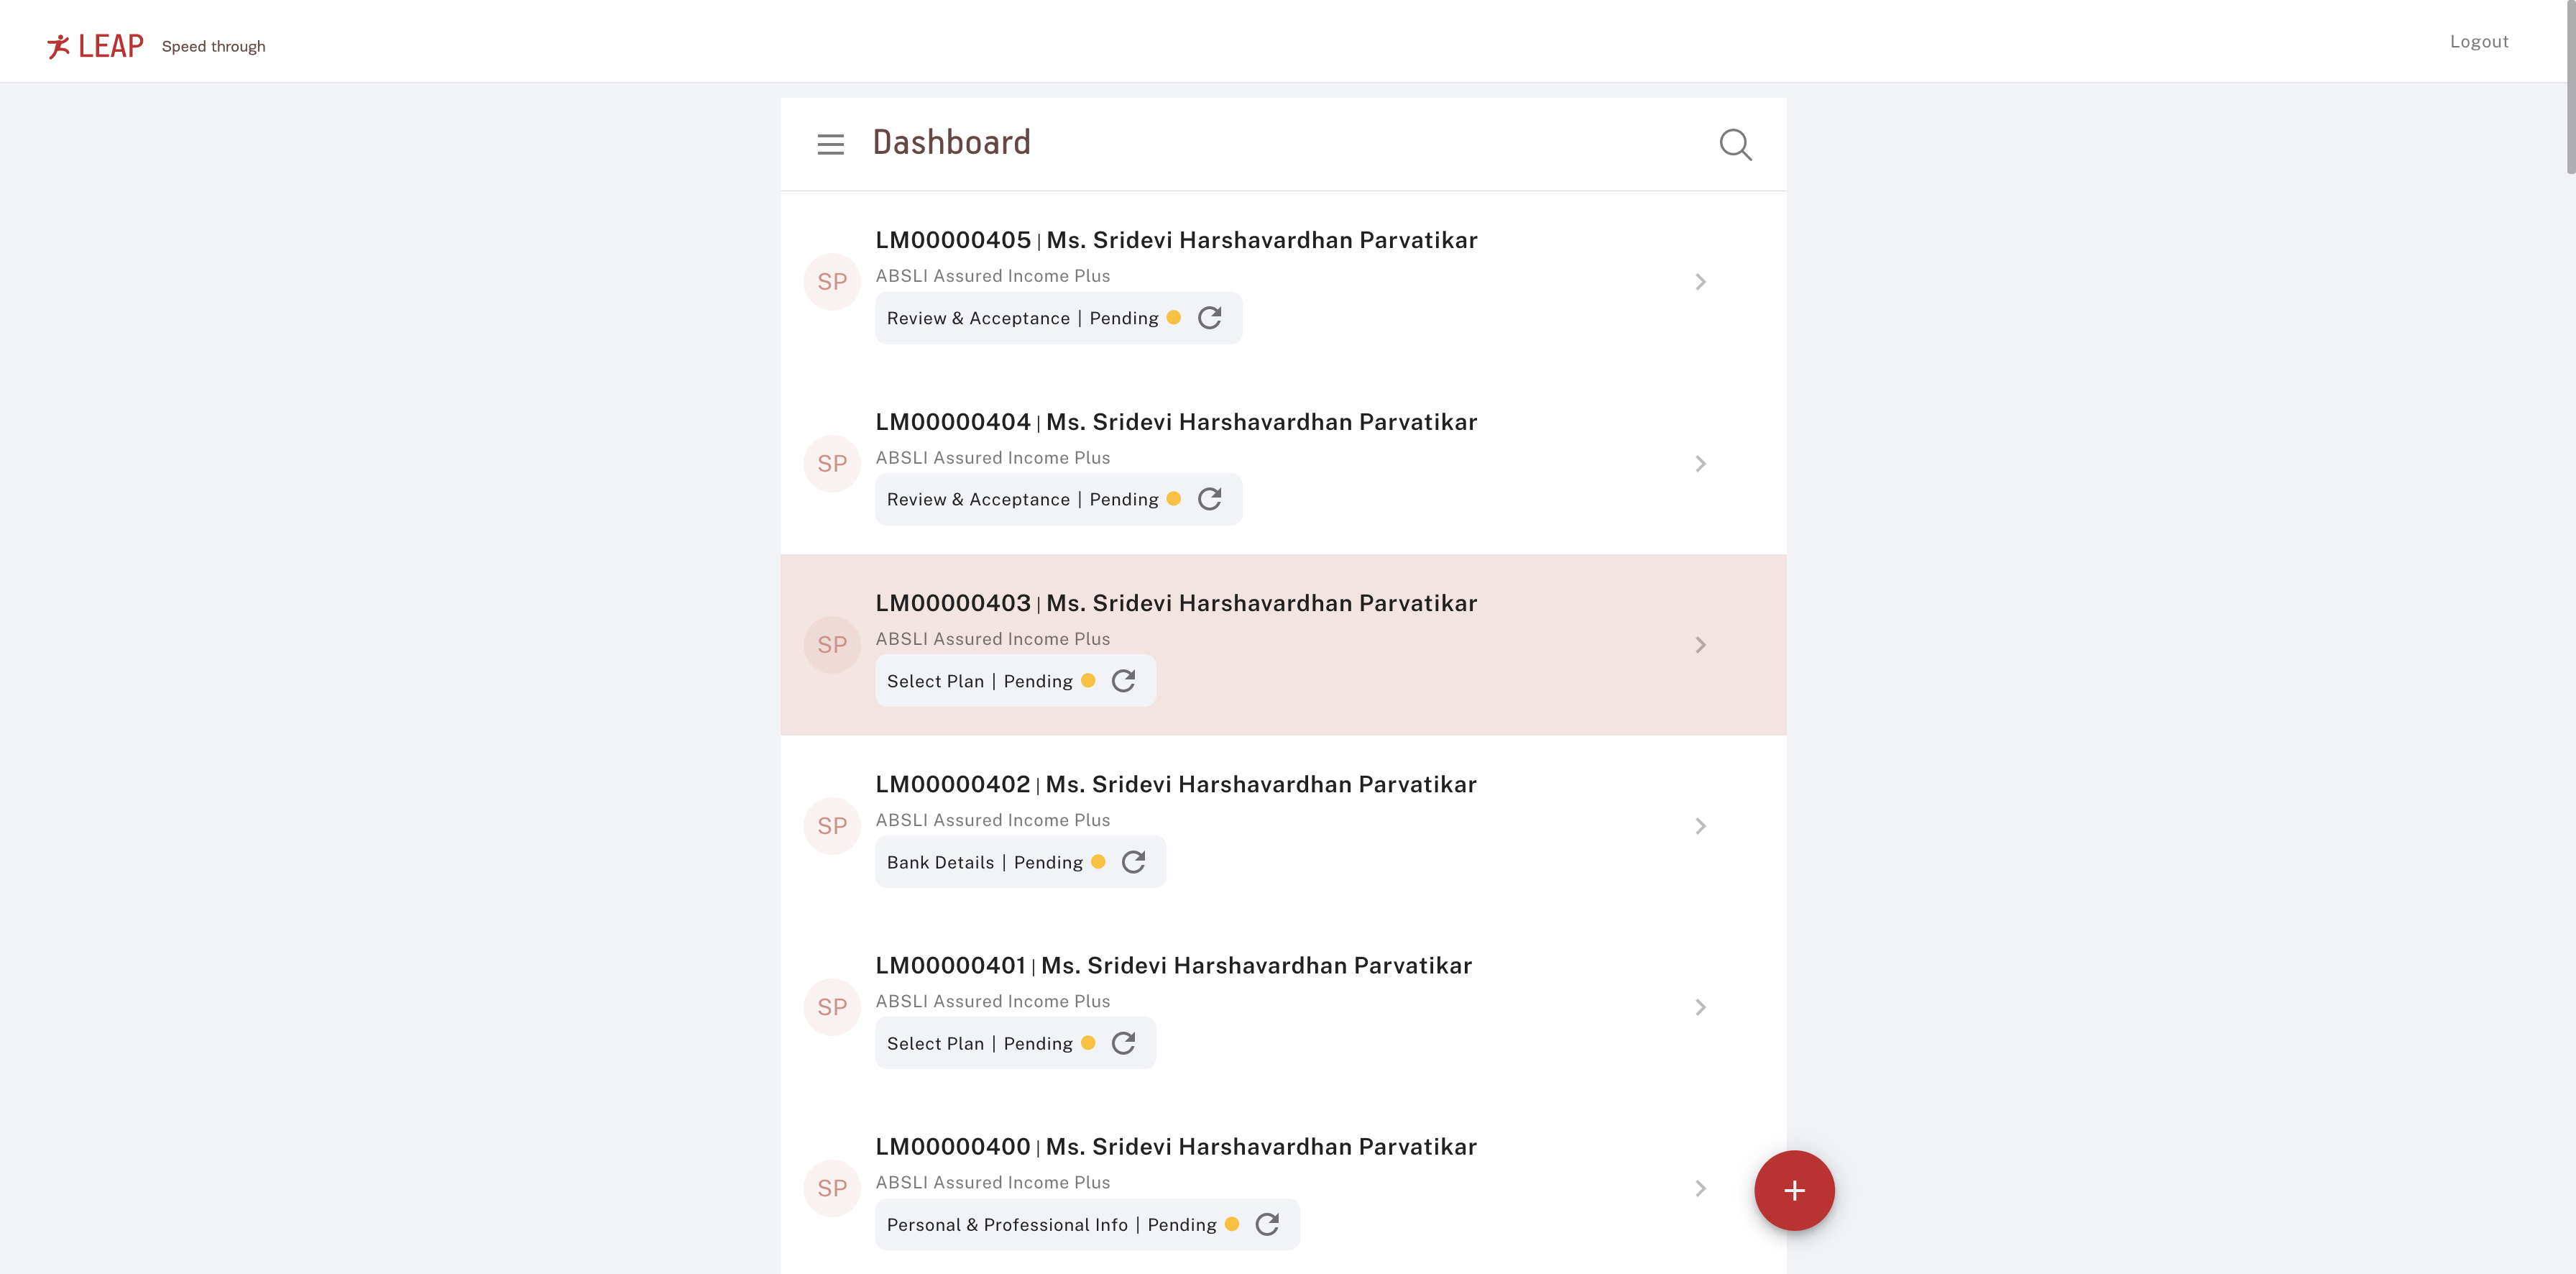 LEAP Speed through Logout
Dashboard
LM00000405 | Ms. Sridevi Harshavardhan Parvatikar
SP
ABSLI Assured Income Plus
Review & Acceptance | Pending
LM00000404 | Ms. Sridevi Harshavardhan Parvatikar
SP
ABSLI Assured Income Plus
Review & Acceptance | Pending
LM00000403 | Ms. Sridevi Harshavardhan Parvatikar
SP
ABSLI Assured Income Plus
Select Plan | Pending
LM00000402 | Ms. Sridevi Harshavardhan Parvatikar
SP
ABSLI Assured Income Plus
Bank Details | Pending
LM00000401 | Ms. Sridevi Harshavardhan Parvatikar
SP
ABSLI Assured Income Plus
Select Plan | Pending
LM00000400 | Ms. Sridevi Harshavardhan Parvatikar
SP
ABSLI Assured Income Plus
Personal & Professional Info | Pending